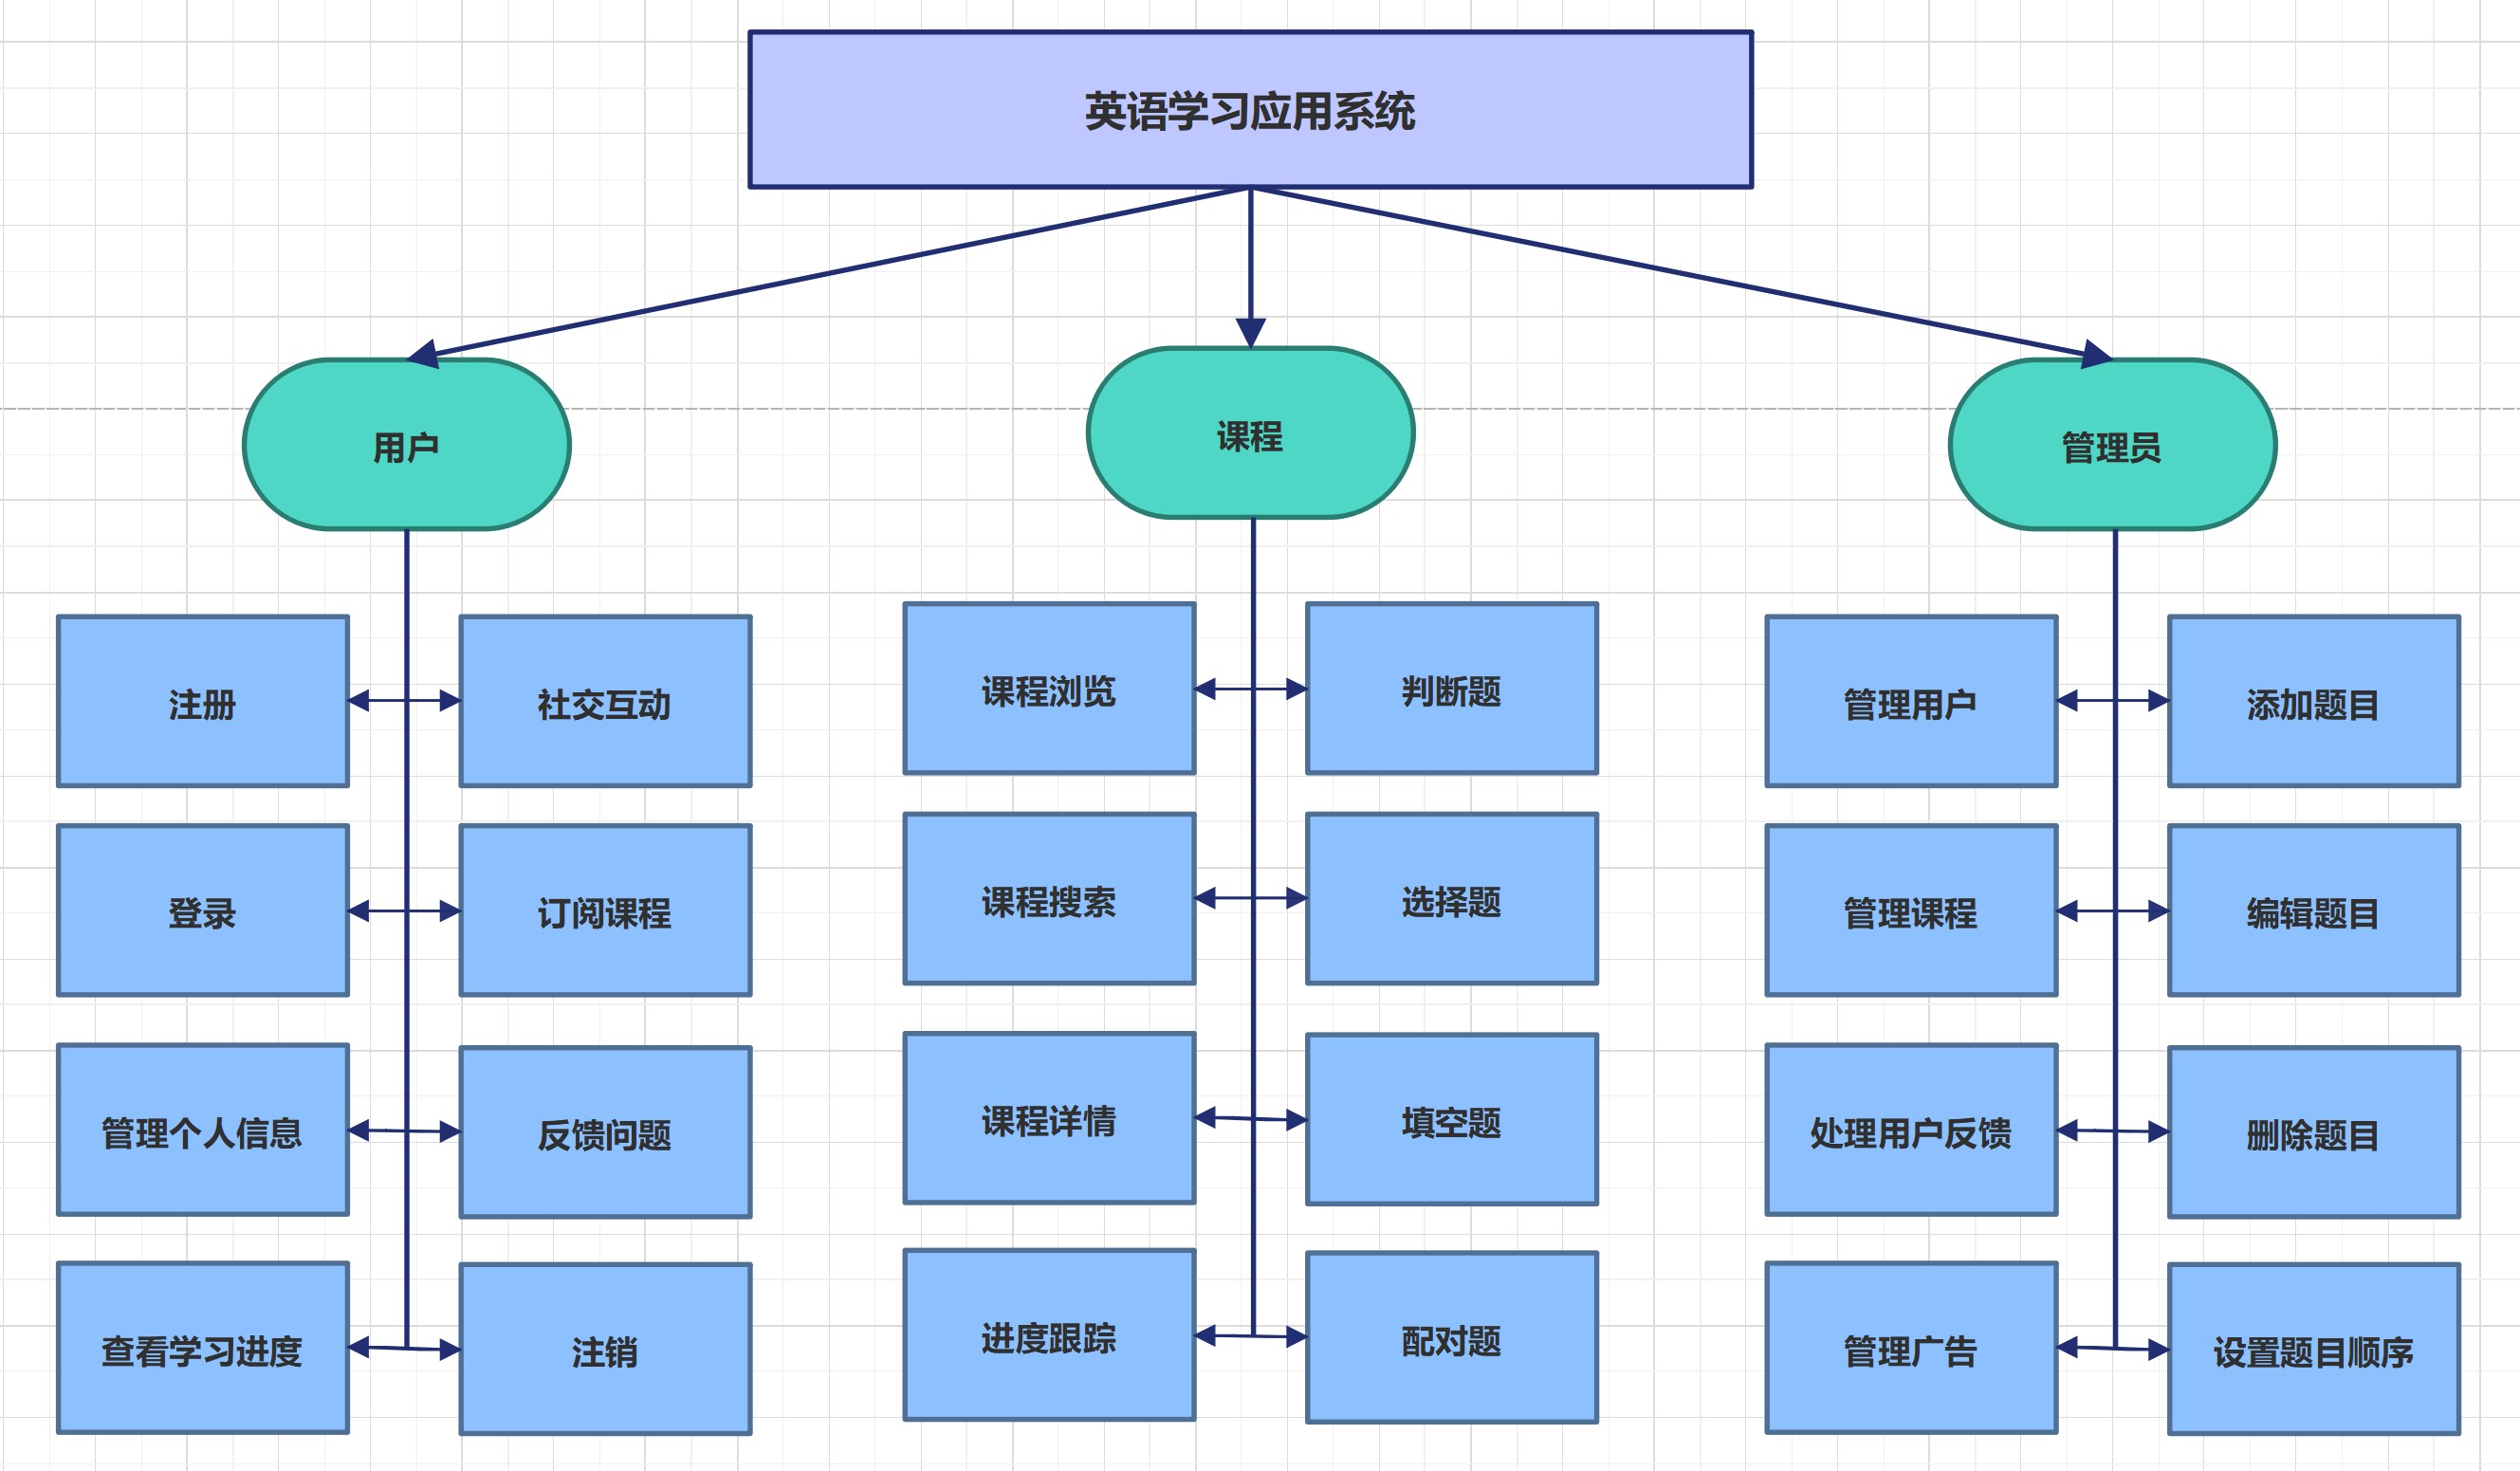 英语学习应用系统
用户
课程
管理员
注册
社交互动
登录
订阅课程
管理个人信息
反馈问题
查看学习进度
注销
课程浏览
判断题
课程搜索
选择题
课程详情
填空题
进度跟踪
配对题
管理用户
添加题目
管理课程
编辑题目
处理用户反馈
删除题目
管理广告
设置题目顺序